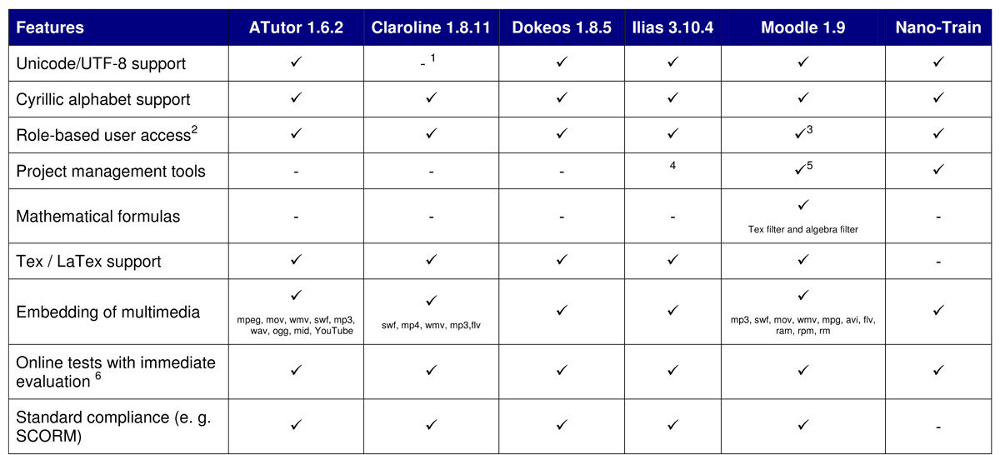 Features ATutor 1.6.2 Claroline 1.8.11 Dokeos 1.8.5 Ilias 3.10.4 Moodle 1.9 Nano-Train
Unicode/UTF-8 support ✓ - 1 ✓ ✓ ✓ ✓
Cyrillic alphabet support ✓ ✓ ✓ ✓ ✓ ✓
Role-based user access2 ✓ ✓ ✓ ✓ ✓3 ✓
Project management tools - - - 4 ✓5 ✓
Mathematical formulas - - - - ✓ -
Tex filter and algebra filter
Tex / LaTex support ✓ ✓ ✓ ✓ ✓ -
Embedding of multimedia ✓ ✓ ✓ ✓ ✓ ✓
mpeg, mov, wmv, swf, mp3,
wav, ogg, mid, YouTube
swf, mp4, wmv, mp3,flv
mp3, swf, mov, wmv, mpg, avi, flv,
ram, rpm, rm
Online tests with immediate
evaluation 6 ✓ ✓ ✓ ✓ ✓ ✓
Standard compliance (e. g.
SCORM) ✓ ✓ ✓ ✓ ✓ -